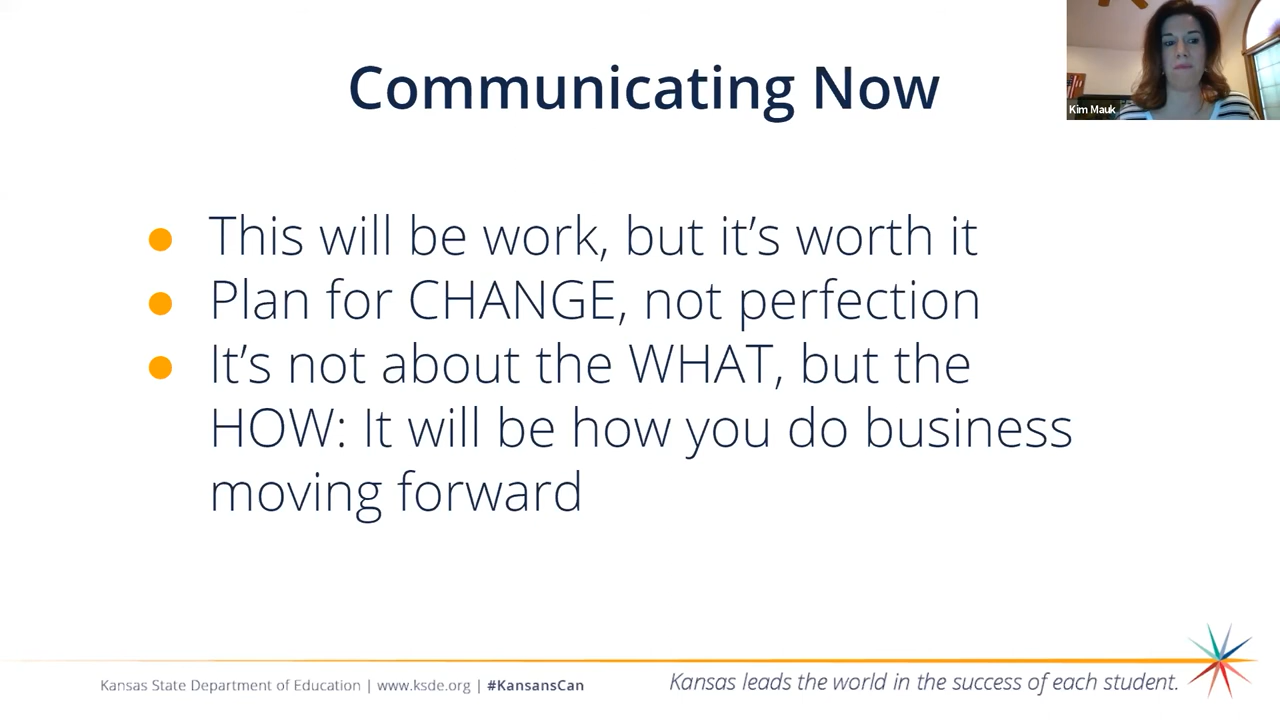 Communicating Now
Kim Mauk
● This will be work, but it’s worth it
● Plan for CHANGE, not perfection
● It’s not about the WHAT, but the
HOW: It will be how you do business
moving forward
Kansas State Department of Education | www.ksde.org | #KansansCan
Kansas leads the world in the success of each student.